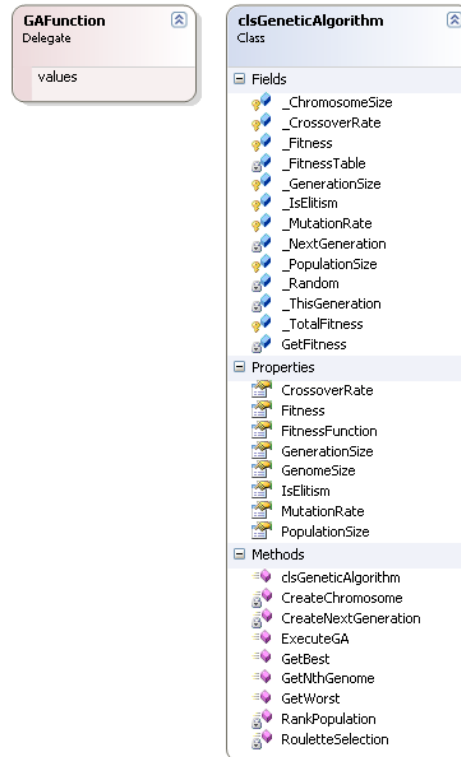 GAFunction
Delegate
values
clsGeneticAlgorithm
Class
Fields
_ChromosomeSize
_CrossoverRate
_Fitness
_FitnessTable
_GenerationSize
_IsElitism
_MutationRate
_NextGeneration
_PopulationSize
_Random
_ThisGeneration
_TotalFitness
GetFitness
Properties
CrossoverRate
Fitness
FitnessFunction
GenerationSize
GenomeSize
IsElitism
MutationRate
PopulationSize
Methods
clsGeneticAlgorithm
CreateChromosome
CreateNextGeneration
ExecuteGA
GetBest
GetNthGenome
GetWorst
RankPopulation
RouletteSelection